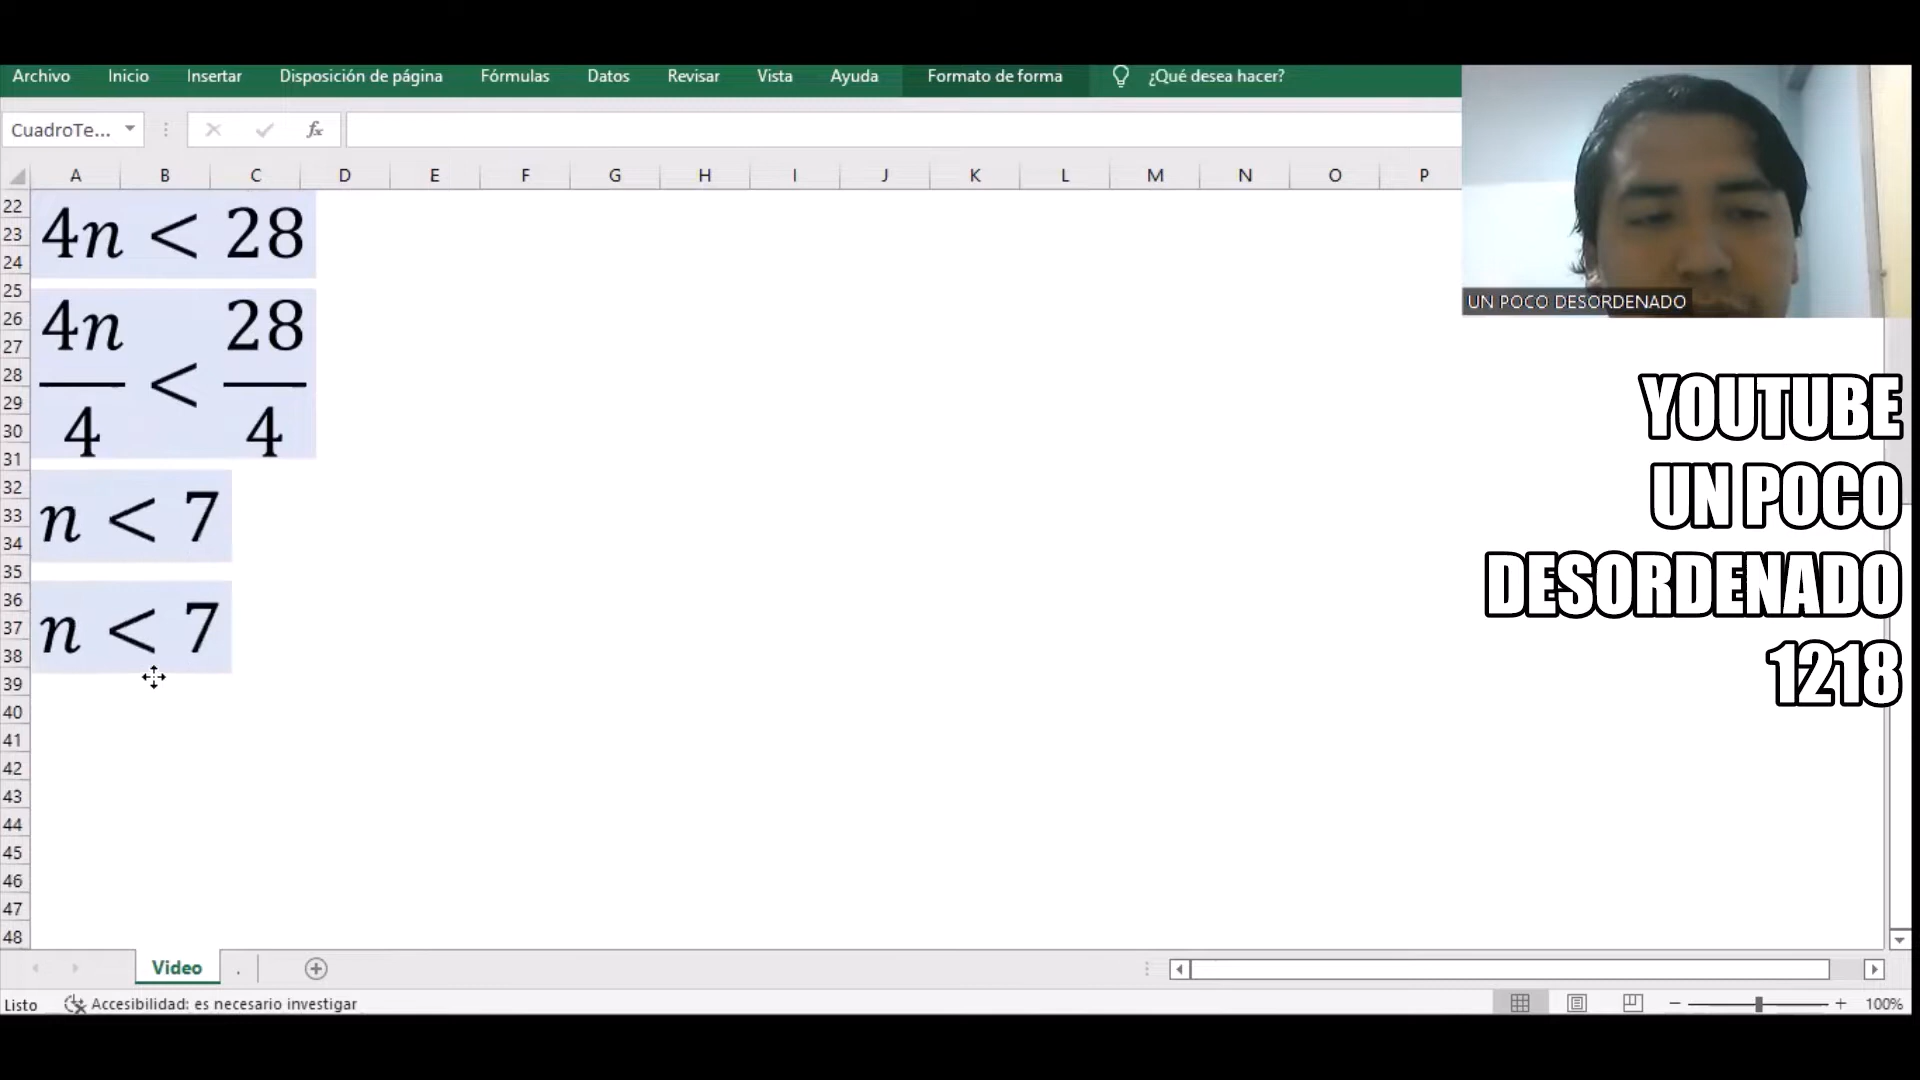 Archivo Inicio Insertar Disposición de página Fórmulas Datos Revisar Vista Ayuda Formato de forma ¿Qué desea hacer?
CuadroTe... fx
A B C D E F G H I J K L M N O P
22
23
24
25
26
27
28
29
30
31
32
33
34
35
36
37
38
39
40
41
42
43
44
45
46
47
48
4n < 28
4n/4 < 28/4
n < 7
n < 7
UN POCO DESORDENADO
YOUTUBE
UN POCO
DESORDENADO
1218
Video .
Listo Accesibilidad: es necesario investigar 100%